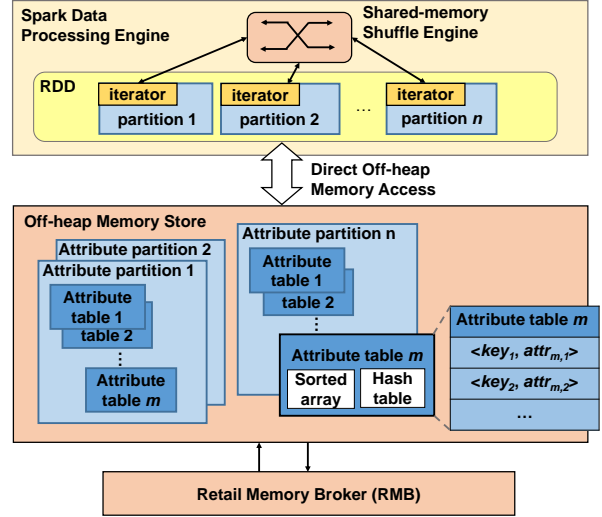 Spark Data
Processing Engine
Shared-memory
Shuffle Engine
RDD
iterator
partition 1
iterator
partition 2
...
iterator
partition n
Direct Off-heap
Memory Access
Off-heap Memory Store
Attribute partition 2
Attribute partition 1
Attribute
table 1
table 2
⋮
Attribute
table m
Attribute partition n
Attribute
table 1
table 2
⋮
Attribute table m
Sorted
array
Hash
table
Attribute table m
<key1, attrm,1>
<key2, attrm,2>
...
Retail Memory Broker (RMB)